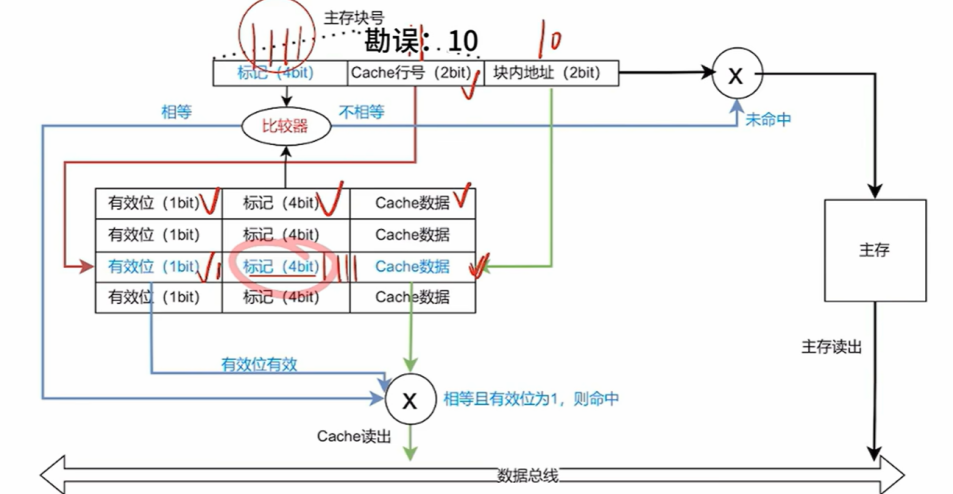 主存块号
1111
勘误：10
10
标记（4bit）
Cache行号（2bit）
块内地址（2bit）
X
相等
比较器
不相等
未命中
有效位（1bit）
标记（4bit）
Cache数据
有效位（1bit）
标记（4bit）
Cache数据
有效位（1bit）
1
标记（4bit）
1111
Cache数据
有效位（1bit）
标记（4bit）
Cache数据
主存
主存读出
有效位有效
X
相等且有效位为1，则命中
Cache读出
数据总线